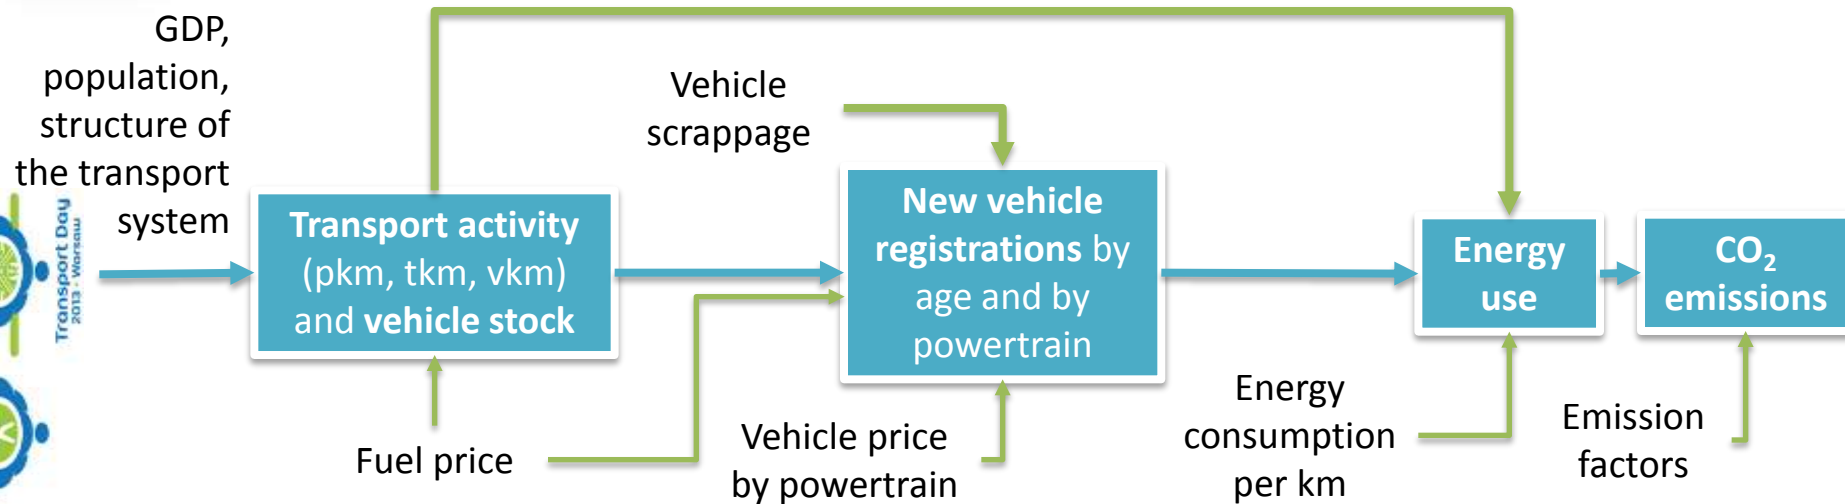 GDP,
population,
structure of
the transport
system
Transport Day
2013 - Warsaw
Transport activity
(pkm, tkm, vkm)
and vehicle stock
Fuel price
Vehicle
scrappage
New vehicle
registrations by
age and by
powertrain
Vehicle price
by powertrain
Energy
use
Energy
consumption
per km
CO₂
emissions
Emission
factors